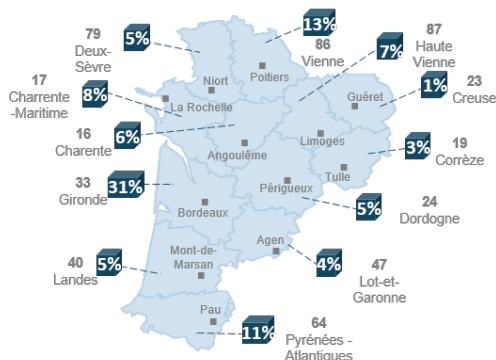 79
Deux-
Sèvre
5%
13%
86
Vienne
87
Haute
Vienne
7%
17
Charrente
-Maritime
8%
Niort
Poitiers
La Rochelle
Guéret
1%
23
Creuse
16
Charente
6%
Angoulême
Limoges
Tulle
3%
19
Corrèze
33
Gironde
31%
Bordeaux
Périgueux
5%
24
Dordogne
40
Landes
5%
Mont-de-
Marsan
Agen
4%
47
Lot-et-
Garonne
Pau
11%
64
Pyrénées -
Atlantiques